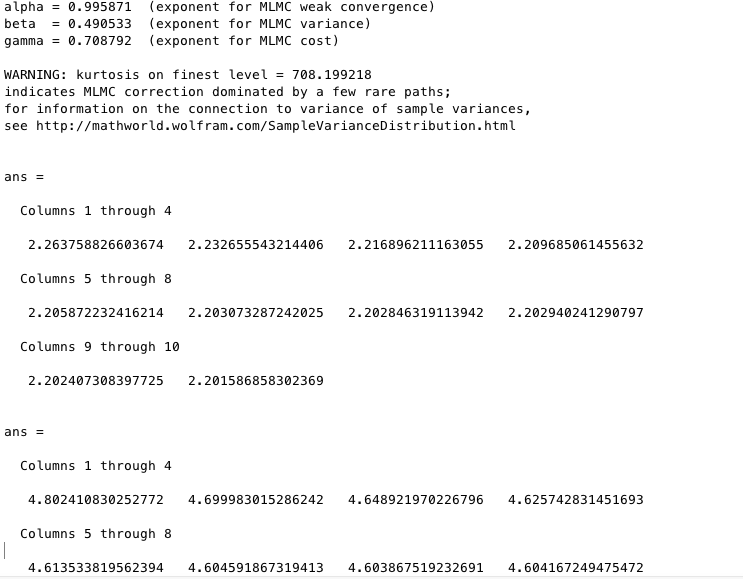 alpha = 0.995871  (exponent for MLMC weak convergence)
beta  = 0.490533  (exponent for MLMC variance)
gamma = 0.708792  (exponent for MLMC cost)
WARNING: kurtosis on finest level = 708.199218
indicates MLMC correction dominated by a few rare paths;
for information on the connection to variance of sample variances,
see http://mathworld.wolfram.com/SampleVarianceDistribution.html
ans =
Columns 1 through 4
2.263758826603674   2.232655543214406   2.216896211163055   2.209685061455632
Columns 5 through 8
2.205872232416214   2.203073287242025   2.202846319113942   2.202940241290797
Columns 9 through 10
2.202407308397725   2.201586858302369
ans =
Columns 1 through 4
4.802410830252772   4.699983015286242   4.648921970226796   4.625742831451693
Columns 5 through 8
4.613533819562394   4.604591867319413   4.603867519232691   4.604167249475472